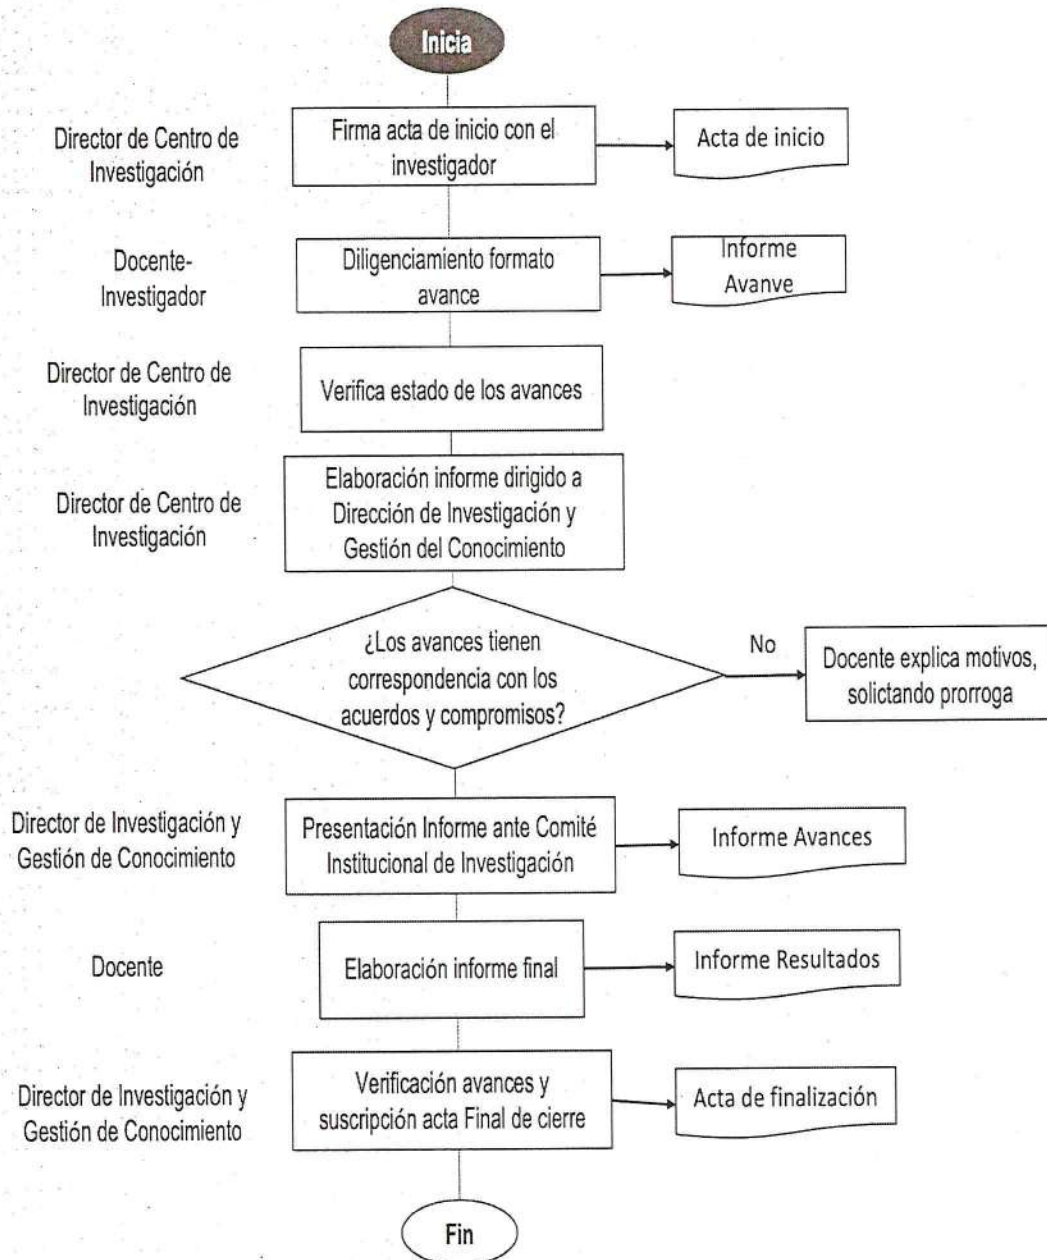 Inicia
Director de Centro de
Investigación
Firma acta de inicio con el
investigador
Acta de inicio
Docente-
Investigador
Diligenciamiento formato
avance
Informe
Avanve
Director de Centro de
Investigación
Verifica estado de los avances
Director de Centro de
Investigación
Elaboración informe dirigido a
Dirección de Investigación y
Gestión del Conocimiento
¿Los avances tienen
correspondencia con los
acuerdos y compromisos?
No
Docente explica motivos,
solictando prorroga
Director de Investigación y
Gestión de Conocimiento
Presentación Informe ante Comité
Institucional de Investigación
Informe Avances
Docente
Elaboración informe final
Informe Resultados
Director de Investigación y
Gestión de Conocimiento
Verificación avances y
suscripción acta Final de cierre
Acta de finalización
Fin